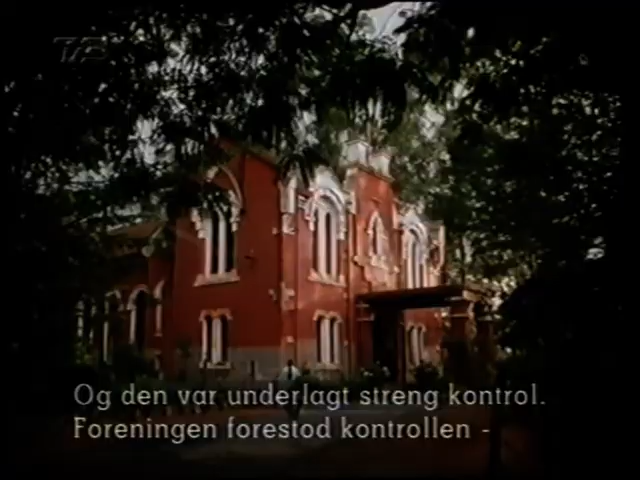 Og den var underlagt streng kontrol.
Foreningen forestod kontrollen -